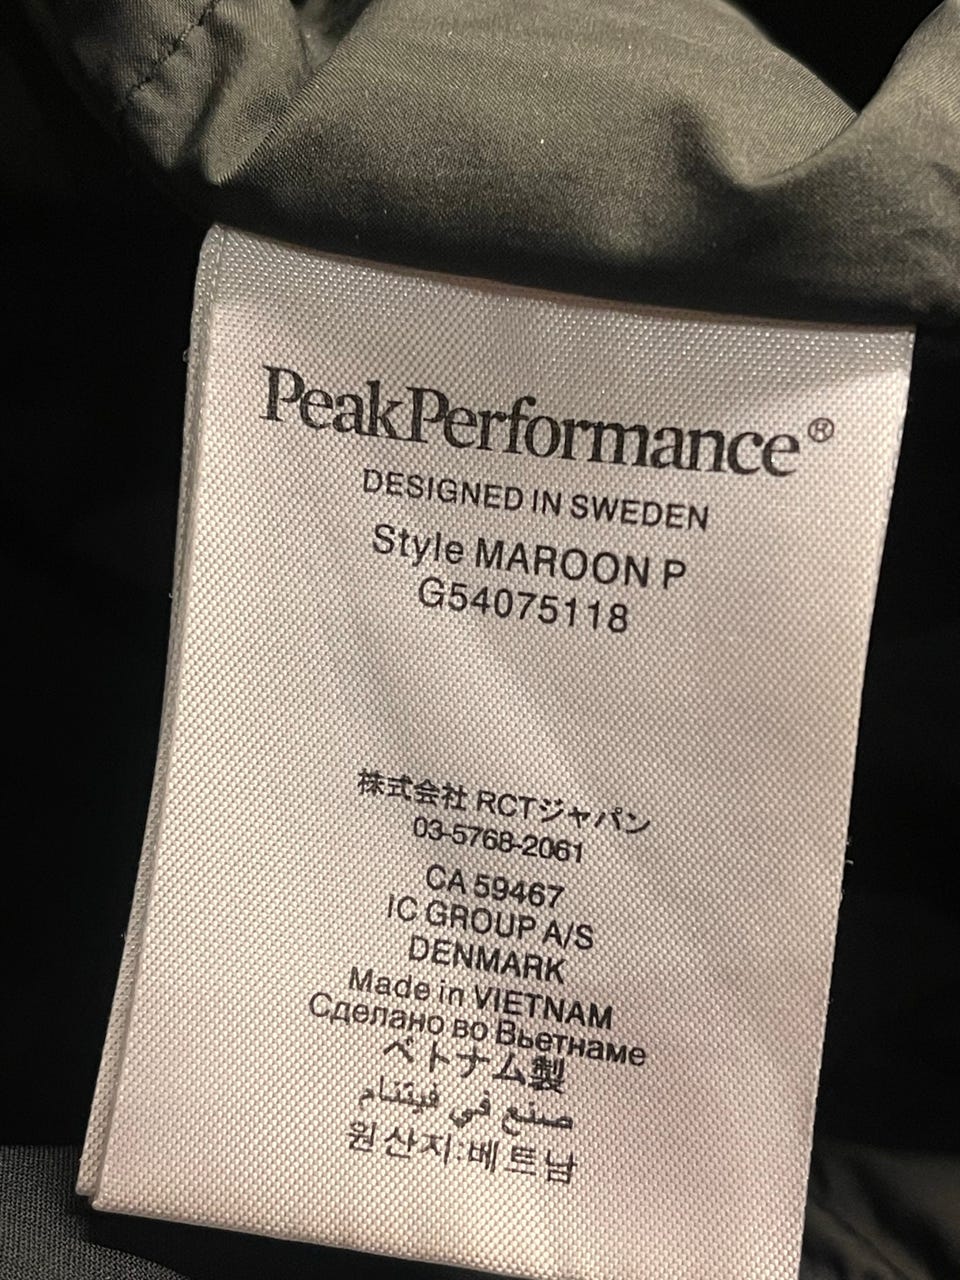 PeakPerformance®
DESIGNED IN SWEDEN
Style MAROON P
G54075118
株式会社 RCTジャパン
03-5768-2061
CA 59467
IC GROUP A/S
DENMARK
Made in VIETNAM
Сделано во Вьетнаме
ベトナム製
صنع في فيتنام
원산지:베트남